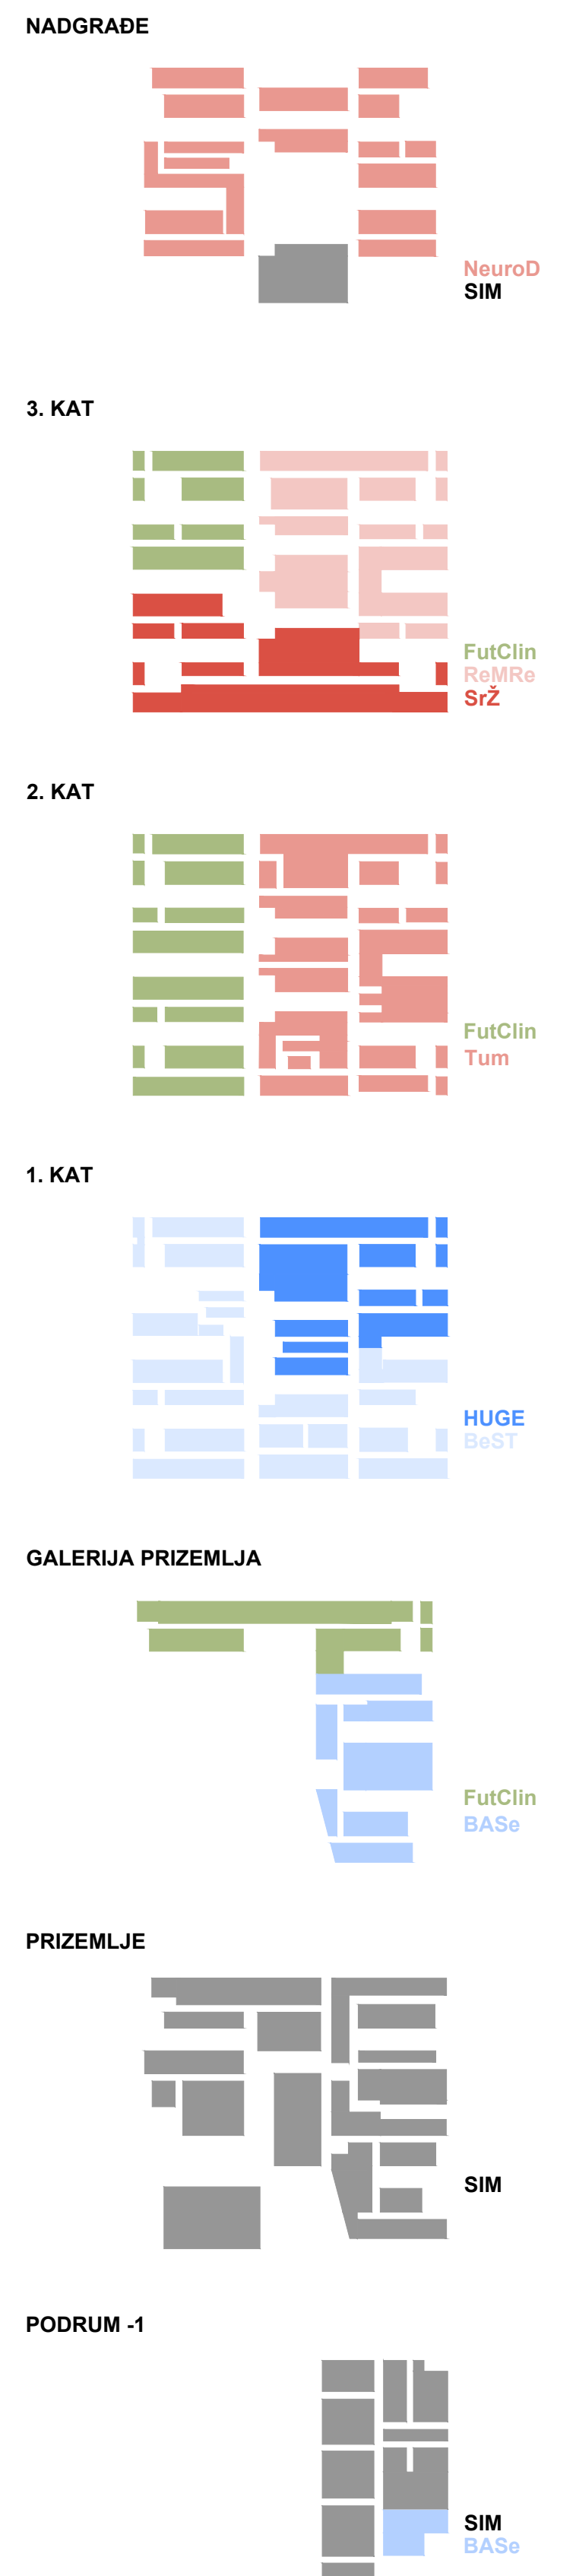 NADGRAĐE
NeuroD
SIM
3. KAT
FutClin
ReMRe
SrŽ
2. KAT
FutClin
Tum
1. KAT
HUGE
BeST
GALERIJA PRIZEMLJA
FutClin
BASe
PRIZEMLJE
SIM
PODRUM -1
SIM
BASe